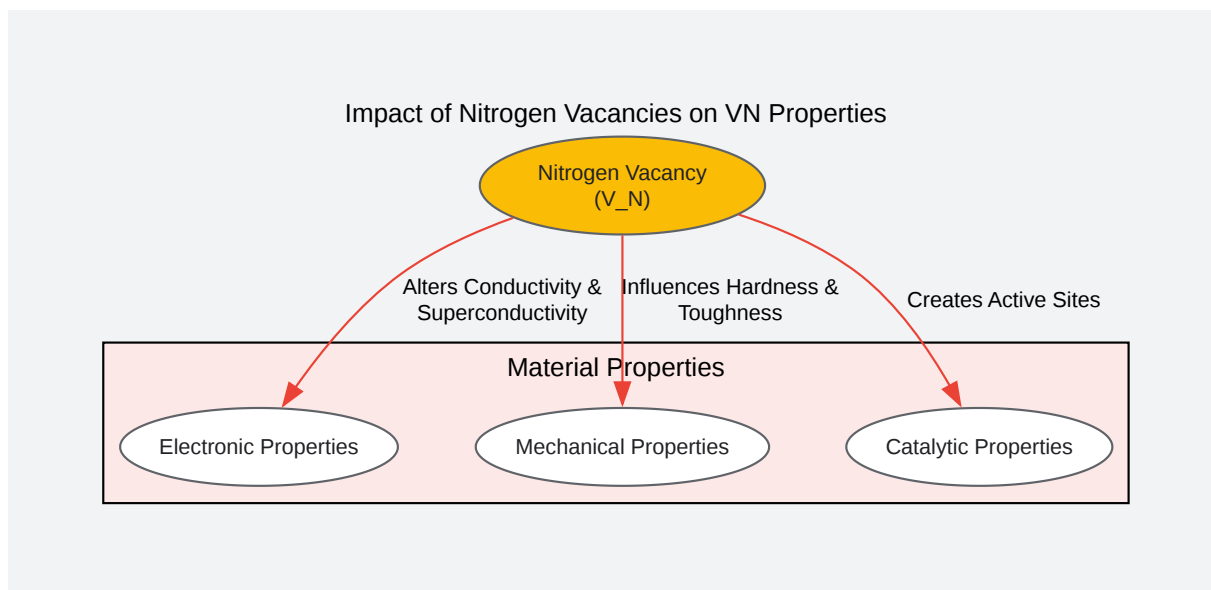 Impact of Nitrogen Vacancies on VN Properties
Nitrogen Vacancy
(V_N)
Alters Conductivity &
Superconductivity
Influences Hardness &
Toughness
Creates Active Sites
Material Properties
Electronic Properties
Mechanical Properties
Catalytic Properties